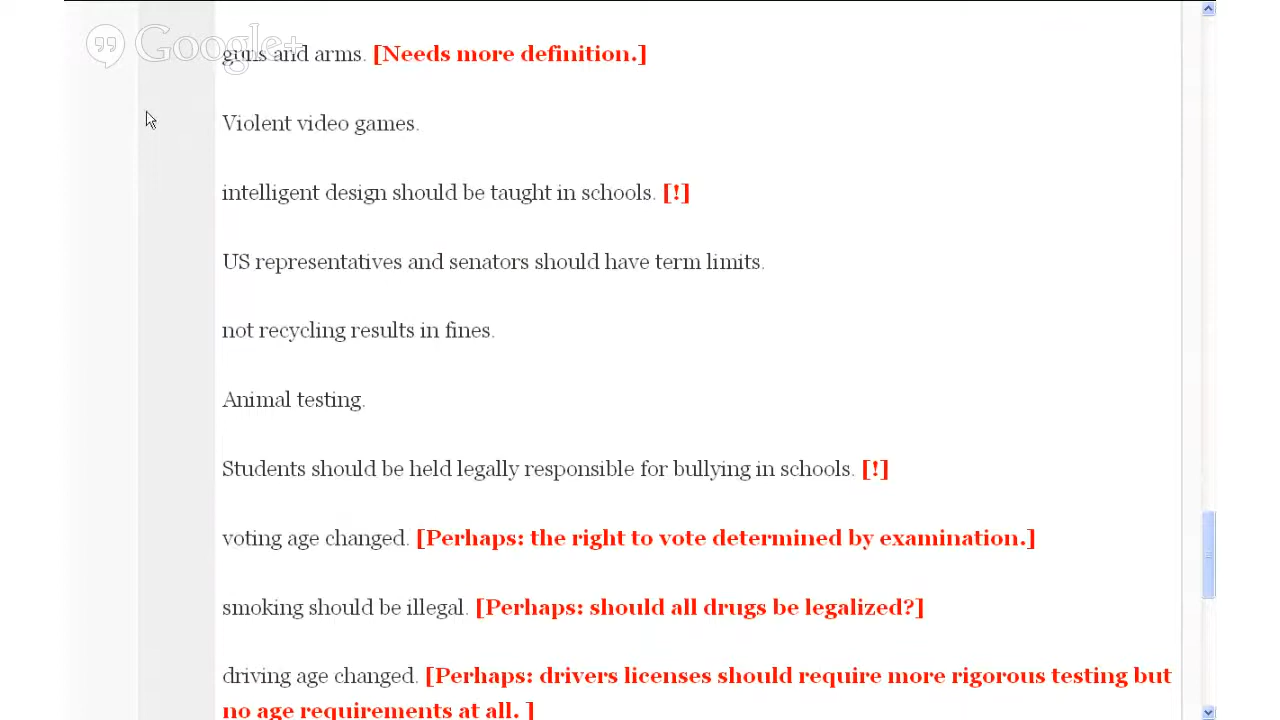 Google+
guns and arms. [Needs more definition.]
Violent video games.
intelligent design should be taught in schools. [!]
US representatives and senators should have term limits.
not recycling results in fines.
Animal testing.
Students should be held legally responsible for bullying in schools. [!]
voting age changed. [Perhaps: the right to vote determined by examination.]
smoking should be illegal. [Perhaps: should all drugs be legalized?]
driving age changed. [Perhaps: drivers licenses should require more rigorous testing but
no age requirements at all. ]